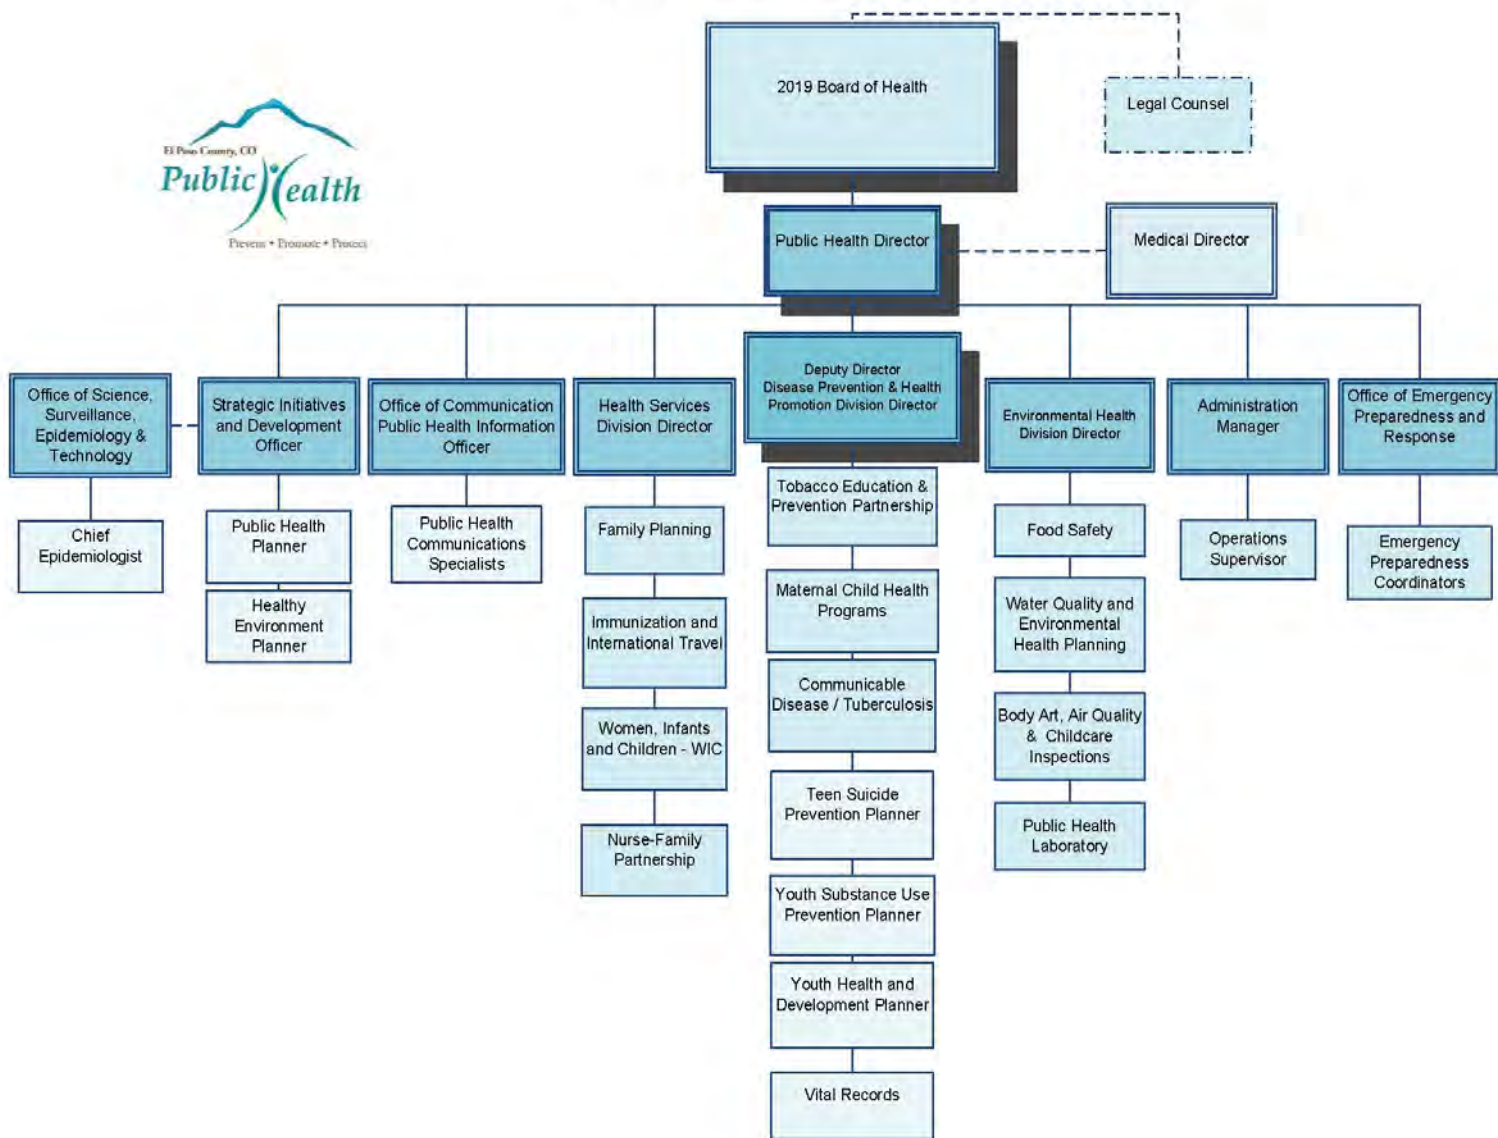 2019 Board of Health
Legal Counsel
El Paso County, CO
Public Health
Prevent • Promote • Protect
Public Health Director
Medical Director
Office of Science,
Surveillance,
Epidemiology &
Technology
Strategic Initiatives
and Development
Officer
Office of Communication
Public Health Information
Officer
Health Services
Division Director
Deputy Director
Disease Prevention & Health
Promotion Division Director
Environmental Health
Division Director
Administration
Manager
Office of Emergency
Preparedness and
Response
Chief
Epidemiologist
Public Health
Planner
Healthy
Environment
Planner
Public Health
Communications
Specialists
Family Planning
Immunization and
International Travel
Women, Infants
and Children - WIC
Nurse-Family
Partnership
Tobacco Education &
Prevention Partnership
Maternal Child Health
Programs
Communicable
Disease / Tuberculosis
Teen Suicide
Prevention Planner
Youth Substance Use
Prevention Planner
Youth Health and
Development Planner
Vital Records
Food Safety
Water Quality and
Environmental
Health Planning
Body Art, Air Quality
& Childcare
Inspections
Public Health
Laboratory
Operations
Supervisor
Emergency
Preparedness
Coordinators